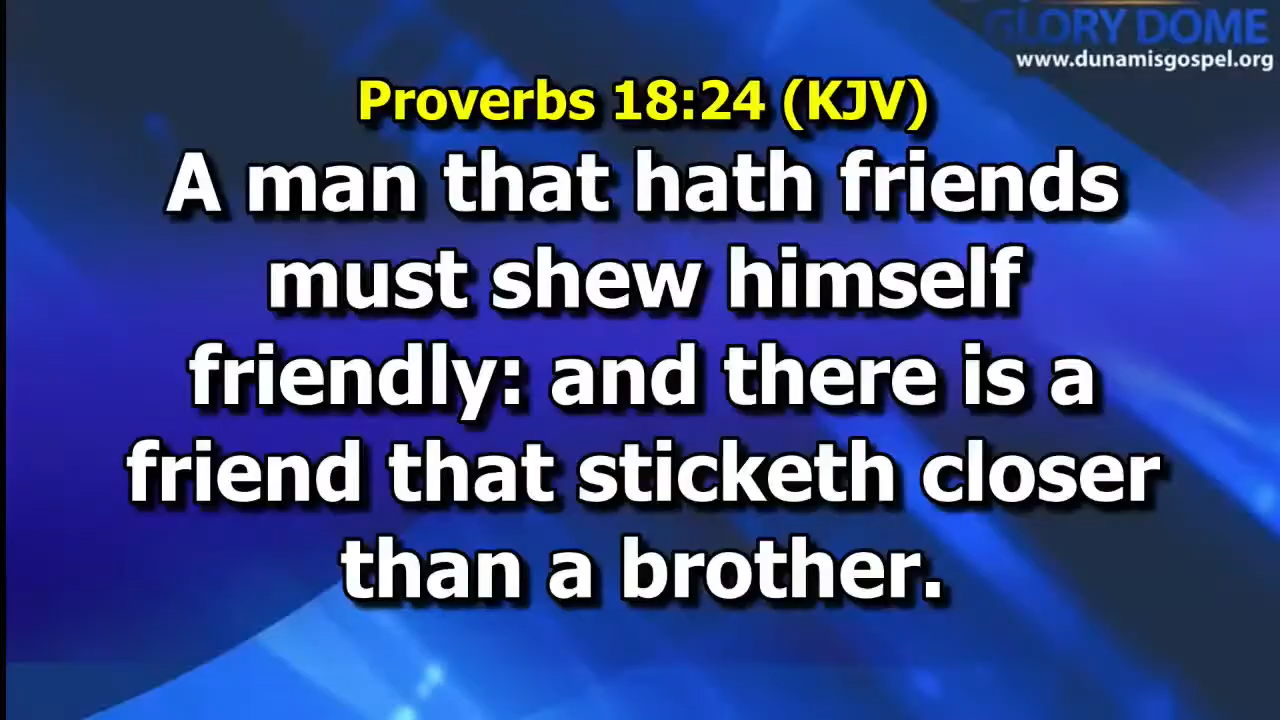 GLORY DOME
www.dunamisgospel.org
Proverbs 18:24 (KJV)
A man that hath friends
must shew himself
friendly: and there is a
friend that sticketh closer
than a brother.